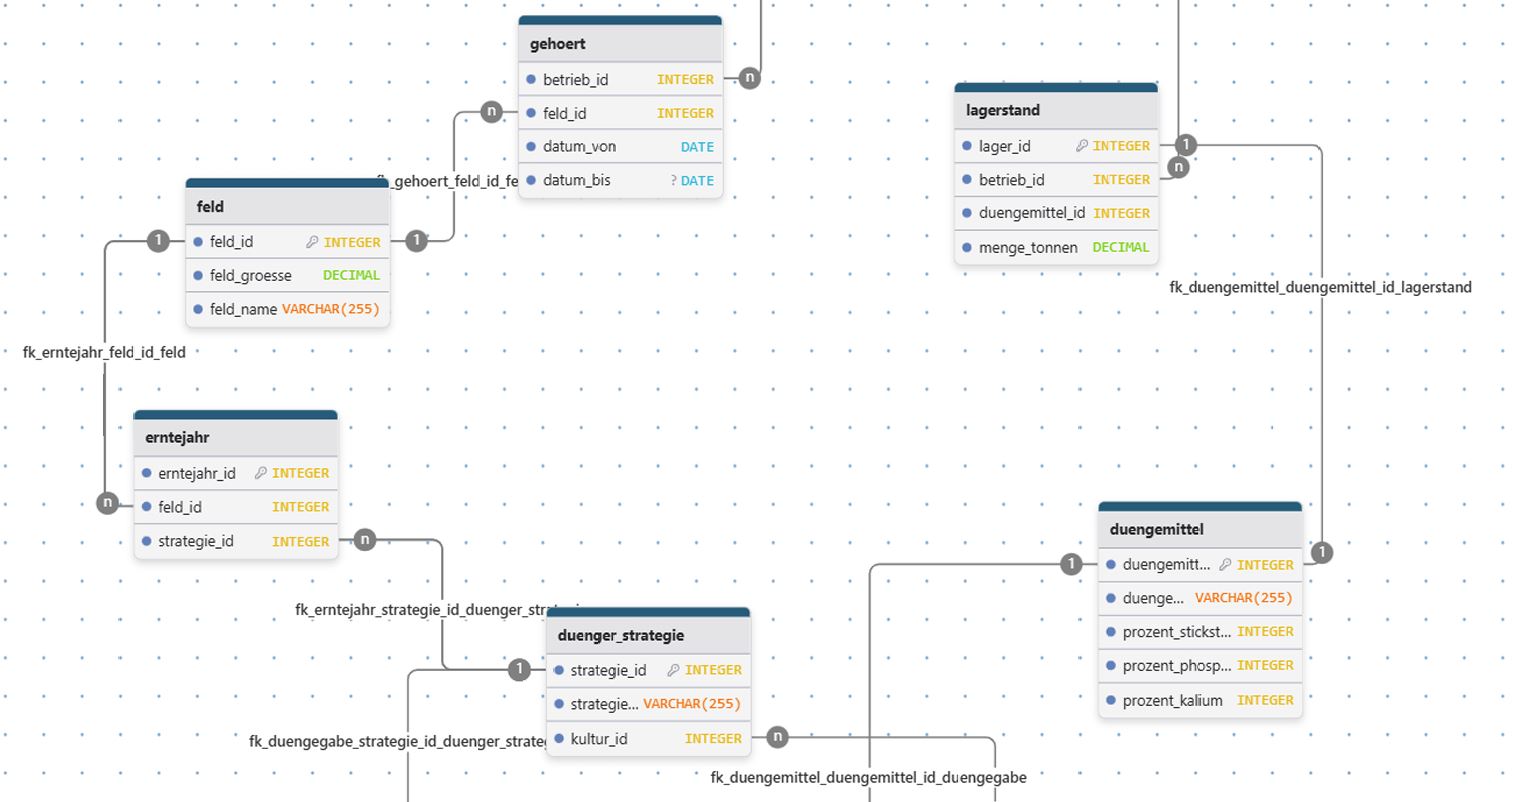 gehoert
betrieb_id INTEGER
n
n
feld_id INTEGER
datum_von DATE
datum_bis ? DATE
fk_gehoert_feld_id_fe
lagerstand
lager_id INTEGER
1
n
betrieb_id INTEGER
duengemittel_id INTEGER
menge_tonnen DECIMAL
feld
1
feld_id INTEGER
1
feld_groesse DECIMAL
feld_name VARCHAR(255)
fk_duengemittel_duengemittel_id_lagerstand
fk_erntejahr_feld_id_feld
erntejahr
erntejahr_id INTEGER
n
feld_id INTEGER
strategie_id INTEGER
n
duengemittel
1
1
duengemitt... INTEGER
duenge... VARCHAR(255)
prozent_stickst... INTEGER
prozent_phosp... INTEGER
prozent_kalium INTEGER
fk_erntejahr_strategie_id_duenger_strategie
duenger_strategie
1
strategie_id INTEGER
strategie... VARCHAR(255)
kultur_id INTEGER
n
fk_duengegabe_strategie_id_duenger_strateg
fk_duengemittel_duengemittel_id_duengegabe